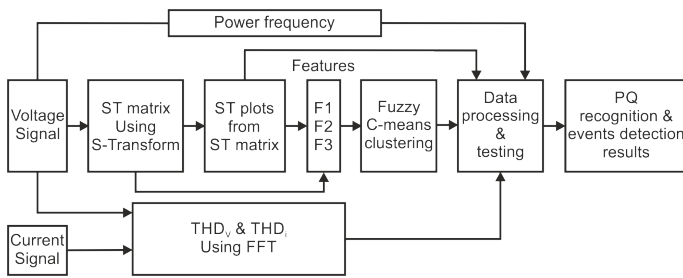 Power frequency
Features
Voltage
Signal
ST matrix
Using
S-Transform
ST plots
from
ST matrix
F1
F2
F3
Fuzzy
C-means
clustering
Data
processing
&
testing
PQ
recognition &
events detection
results
Current
Signal
THDv & THDi
Using FFT